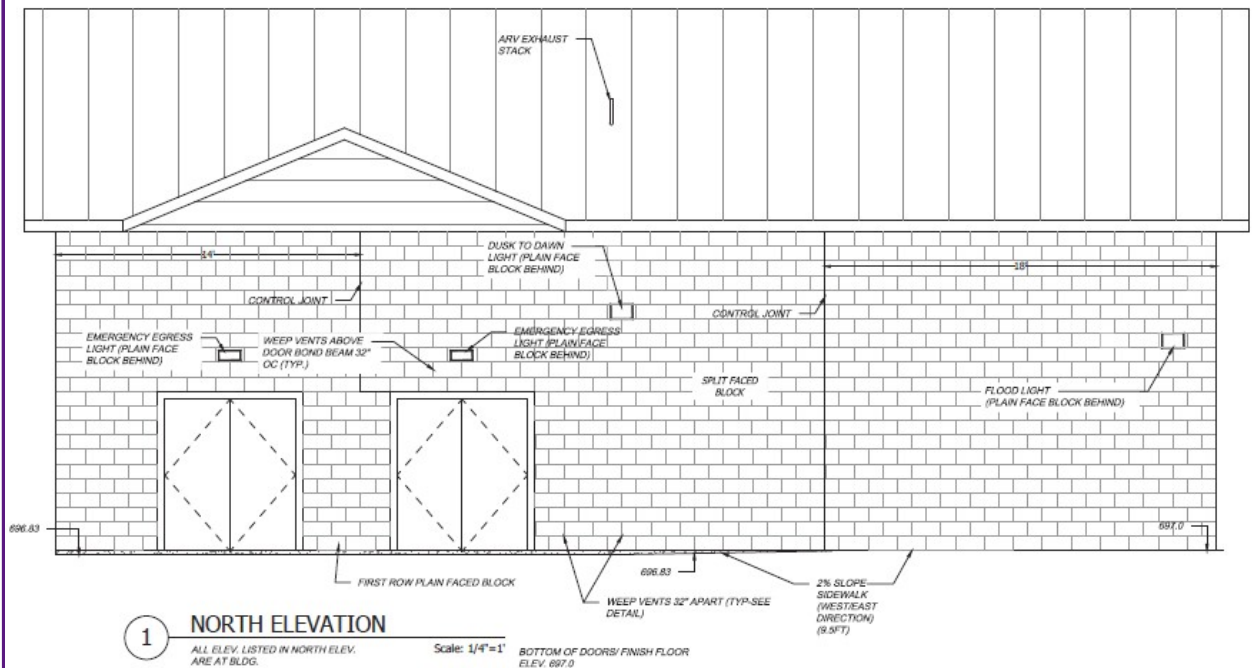 ARV EXHAUST
STACK
14'
DUSK TO DAWN
LIGHT (PLAIN FACE
BLOCK BEHIND)
18'
CONTROL JOINT
CONTROL JOINT
EMERGENCY EGRESS
LIGHT (PLAIN FACE
BLOCK BEHIND)
WEEP VENTS ABOVE
DOOR BOND BEAM 32"
OC (TYP.)
EMERGENCY EGRESS
LIGHT (PLAIN FACE
BLOCK BEHIND)
SPLIT FACED
BLOCK
FLOOD LIGHT
(PLAIN FACE BLOCK BEHIND)
696.83
697.0
696.83
FIRST ROW PLAIN FACED BLOCK
WEEP VENTS 32" APART (TYP-SEE
DETAIL)
2% SLOPE
SIDEWALK
(WEST/EAST
DIRECTION)
(9.5FT)
1
NORTH ELEVATION
ALL ELEV. LISTED IN NORTH ELEV.
ARE AT BLDG.
Scale: 1/4"=1'
BOTTOM OF DOORS/ FINISH FLOOR
ELEV. 697.0